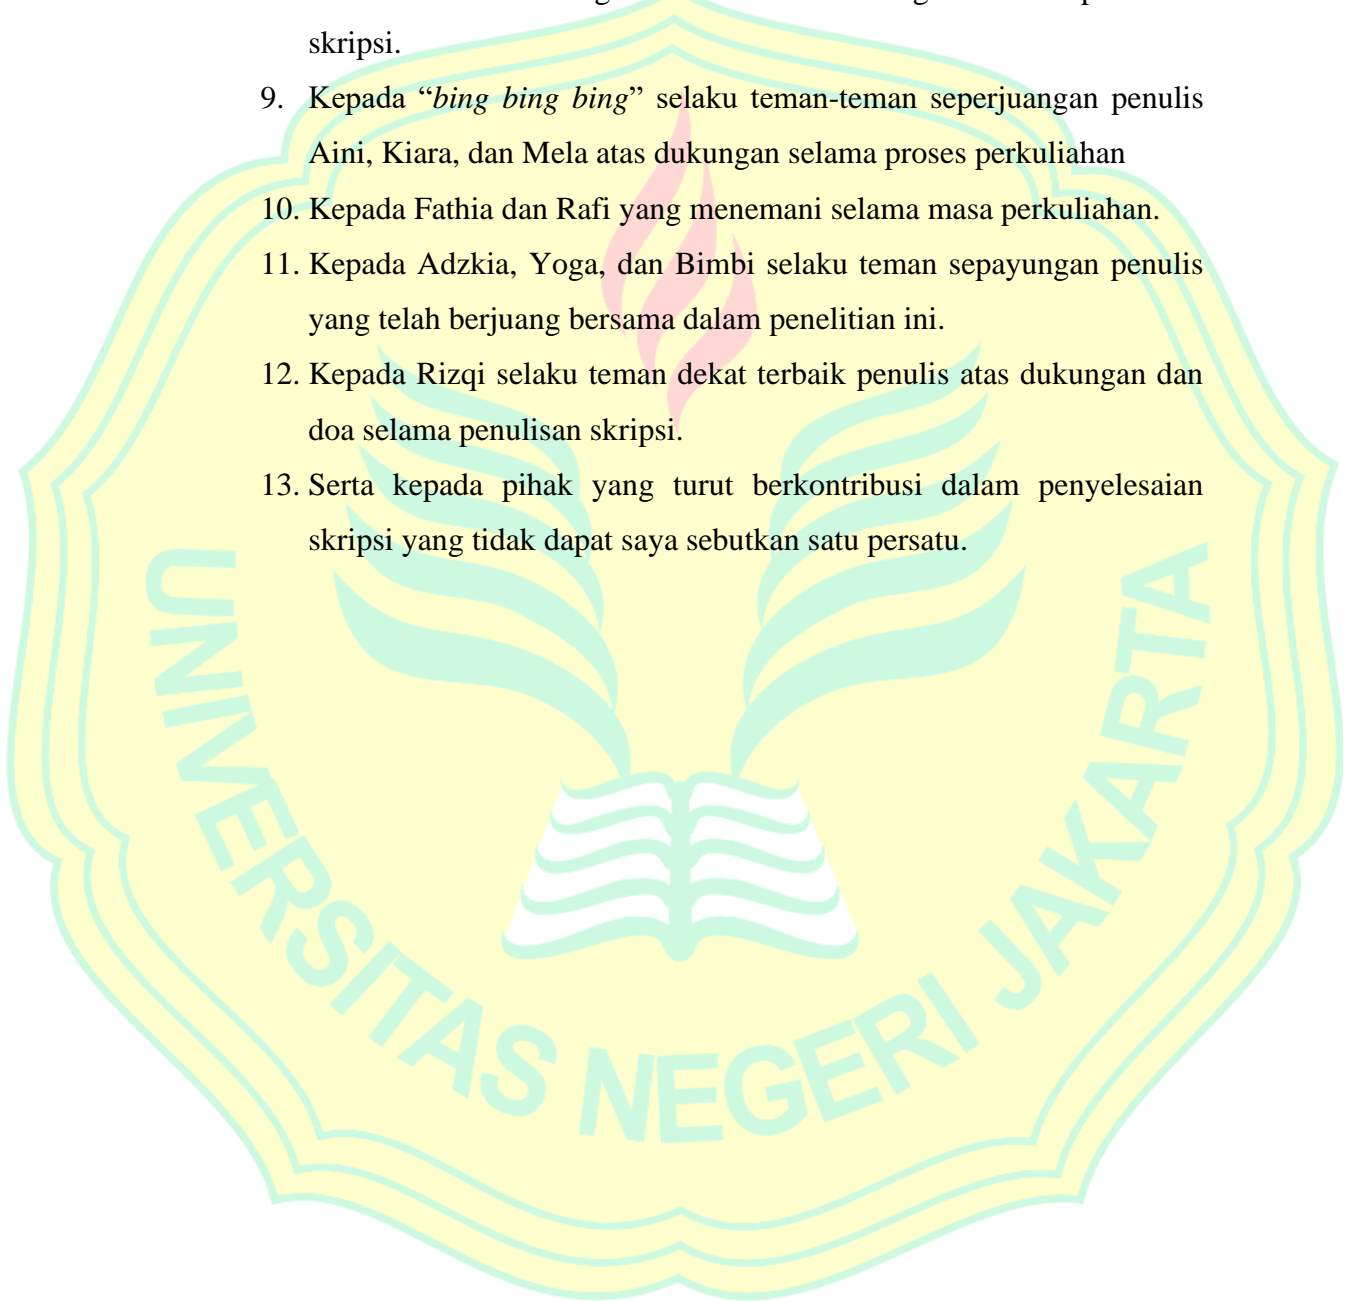 skripsi.
9. Kepada “bing bing bing” selaku teman-teman seperjuangan penulis
Aini, Kiara, dan Mela atas dukungan selama proses perkuliahan
10. Kepada Fathia dan Rafi yang menemani selama masa perkuliahan.
11. Kepada Adzkia, Yoga, dan Bimbi selaku teman sepayungan penulis
yang telah berjuang bersama dalam penelitian ini.
12. Kepada Rizqi selaku teman dekat terbaik penulis atas dukungan dan
doa selama penulisan skripsi.
13. Serta kepada pihak yang turut berkontribusi dalam penyelesaian
skripsi yang tidak dapat saya sebutkan satu persatu.
UNIVERSITAS NEGERI JAKARTA